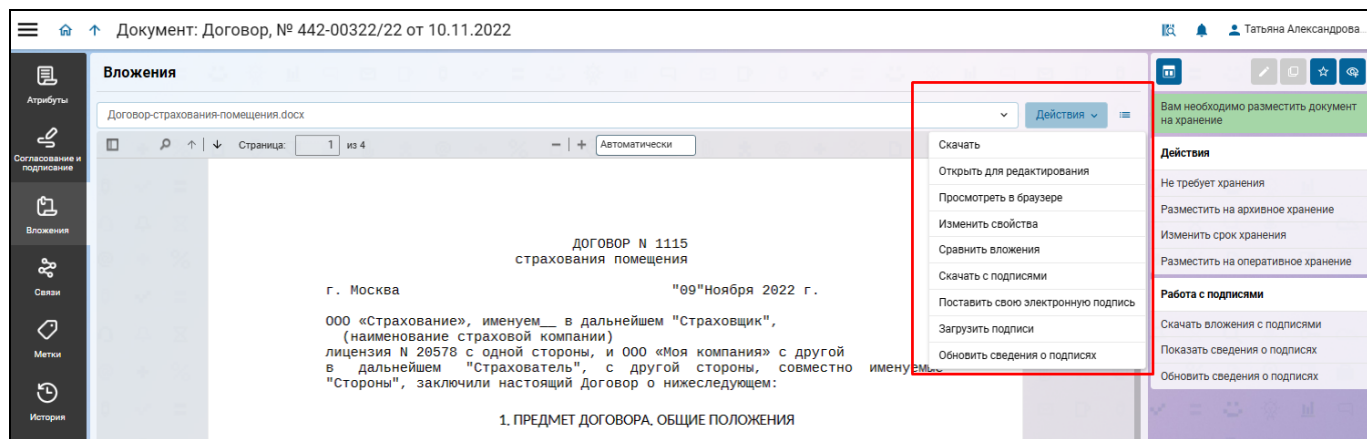 Документ: Договор, № 442-00322/22 от 10.11.2022
Татьяна Александрова...
Атрибуты
Согласование и
подписание
Вложения
Связи
Метки
История
Вложения
Договор-страхования-помещения.docx
Действия
Страница: 1 из 4
Автоматически
Скачать
Открыть для редактирования
Просмотреть в браузере
Изменить свойства
Сравнить вложения
Скачать с подписями
Поставить свою электронную подпись
Загрузить подписи
Обновить сведения о подписях
ДОГОВОР N 1115
страхования помещения
г. Москва "09"Ноября 2022 г.
ООО «Страхование», именуем__ в дальнейшем "Страховщик",
(наименование страховой компании)
лицензия N 20578 с одной стороны, и ООО «Моя компания» с другой
в дальнейшем "Страхователь", с другой стороны, совместно именуемые
"Стороны", заключили настоящий Договор о нижеследующем:
1. ПРЕДМЕТ ДОГОВОРА. ОБЩИЕ ПОЛОЖЕНИЯ
Вам необходимо разместить документ
на хранение
Действия
Не требует хранения
Разместить на архивное хранение
Изменить срок хранения
Разместить на оперативное хранение
Работа с подписями
Скачать вложения с подписями
Показать сведения о подписях
Обновить сведения о подписях